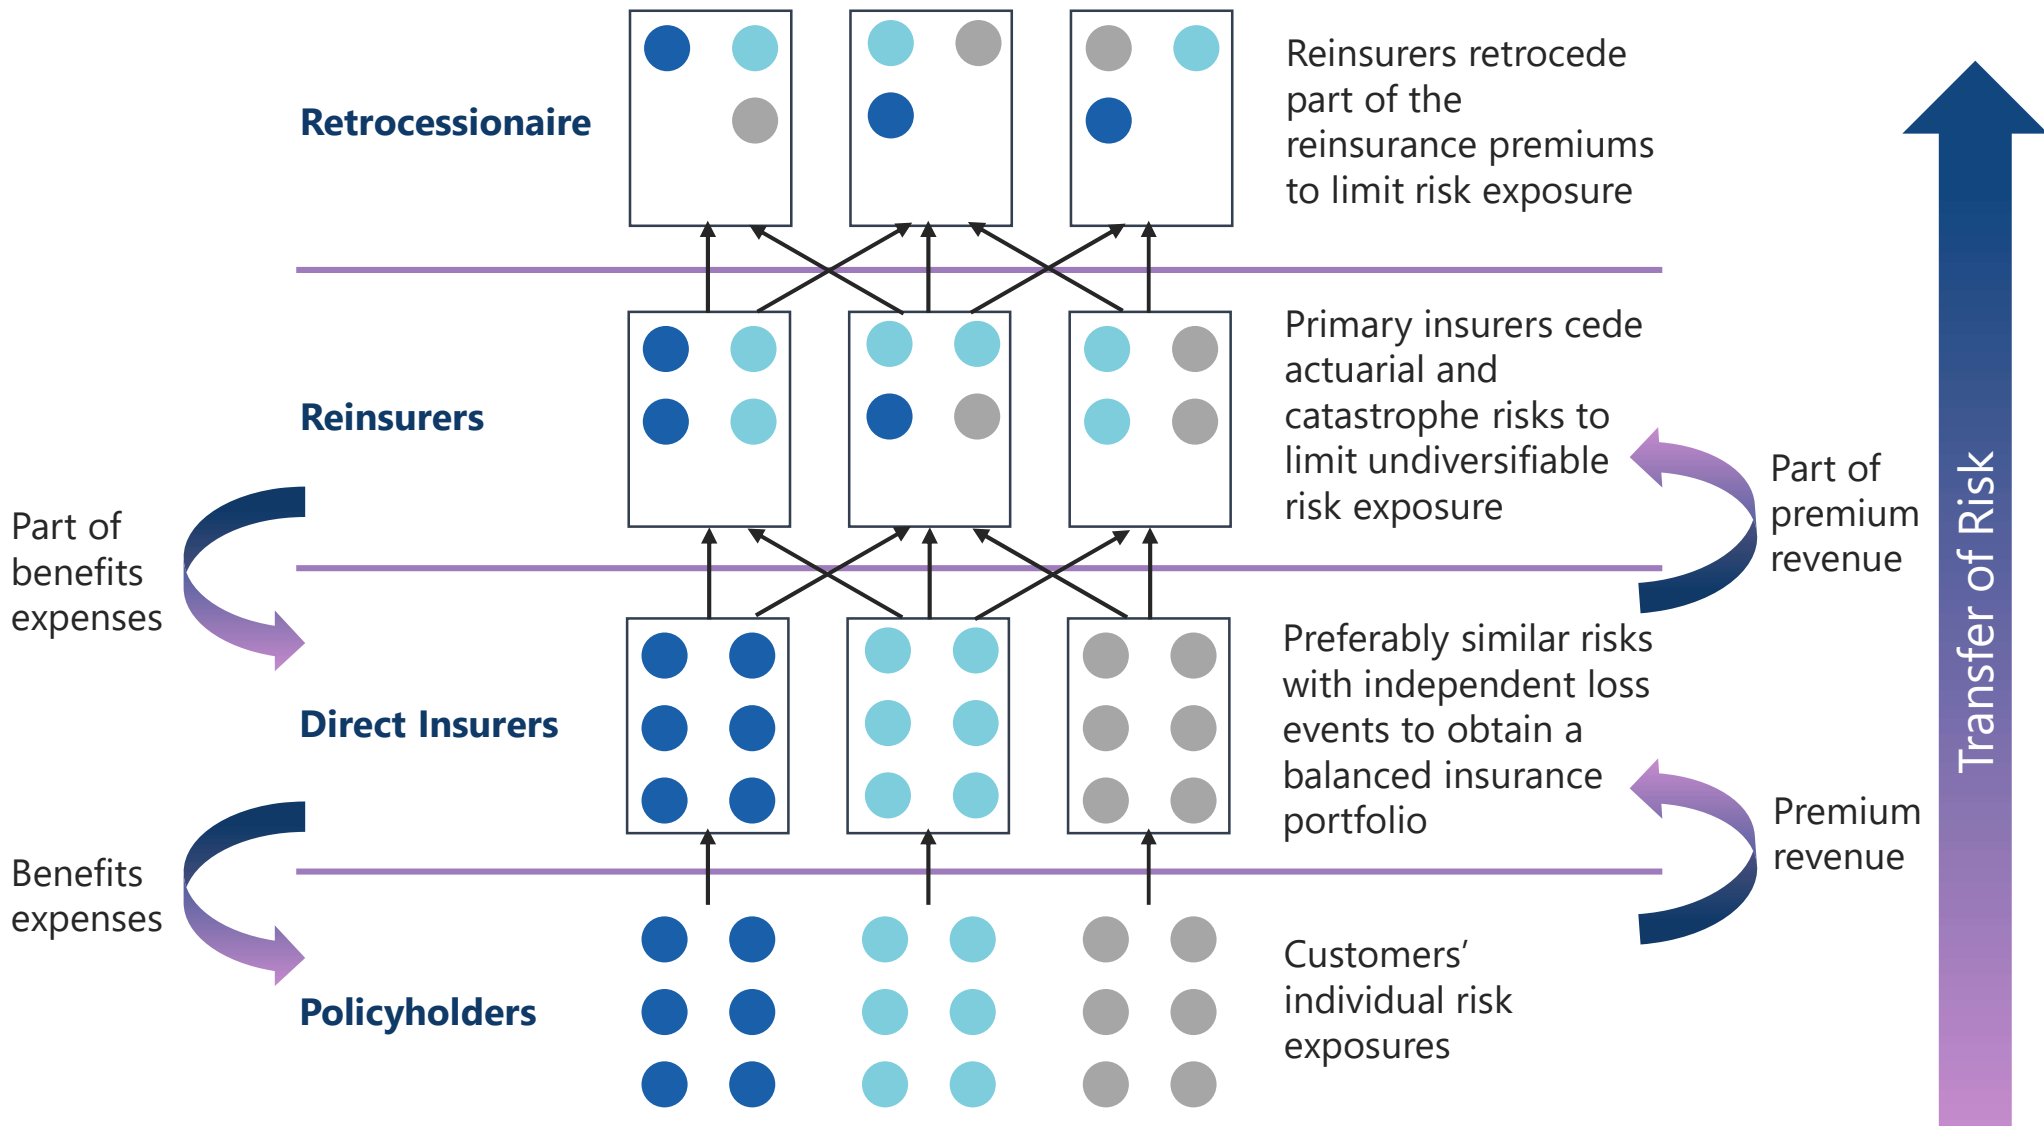 Retrocessionaire
Reinsurers retrocede
part of the
reinsurance premiums
to limit risk exposure
Reinsurers
Primary insurers cede
actuarial and
catastrophe risks to
limit undiversifiable
risk exposure
Part of
benefits
expenses
Part of
premium
revenue
Direct Insurers
Preferably similar risks
with independent loss
events to obtain a
balanced insurance
portfolio
Benefits
expenses
Premium
revenue
Policyholders
Customers’
individual risk
exposures
Transfer of Risk